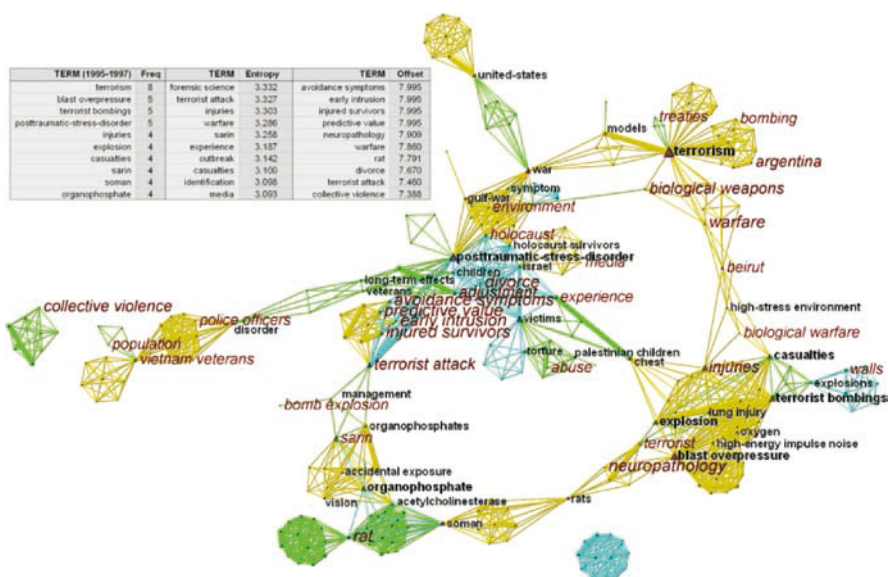 TERM (1995-1997) Freq TERM Entropy TERM Offset
terrorism 8 forensic science 3.332 avoidance symptoms 7.995
blast overpressure 5 terrorist attack 3.327 early intrusion 7.995
terrorist bombings 5 injuries 3.303 injured survivors 7.995
posttraumatic-stress-disorder 5 warfare 3.286 predictive value 7.995
injuries 4 sarin 3.258 neuropathology 7.909
explosion 4 experience 3.187 warfare 7.860
casualties 4 outbreak 3.142 rat 7.791
sarin 4 casualties 3.100 divorce 7.670
soman 4 identification 3.098 terrorist attack 7.460
organophosphate 4 media 3.093 collective violence 7.388
united-states
treaties
bombing
models
terrorism
argentina
war
symptom
biological weapons
gulf-war
environment
warfare
holocaust
holocaust survivors
posttraumatic-stress-disorder
media
israel
beirut
children
long-term effects
divorce
veterans
adjustment
experience
avoidance symptoms
collective violence
predictive value
high-stress environment
police officers
early intrusion
victims
disorder
injured survivors
biological warfare
population
torture
palestinian children
casualties
vietnam veterans
terrorist attack
abuse
chest
injuries
walls
explosions
management
terrorist bombings
bomb explosion
lung injury
organophosphates
explosion
oxygen
sarin
terrorist
high-energy impulse noise
blast overpressure
neuropathology
accidental exposure
organophosphate
vision
acetylcholinesterase
rats
soman
rat